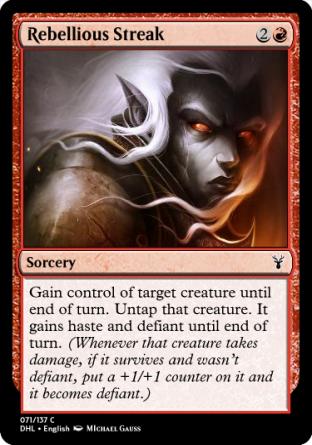 Rebellious Streak 2
Sorcery
Gain control of target creature until
end of turn. Untap that creature. It
gains haste and defiant until end of
turn. (Whenever that creature takes
damage, if it survives and wasn't
defiant, put a +1/+1 counter on it and
it becomes defiant.)
071/137 C
DHL • English MIchael Gauss